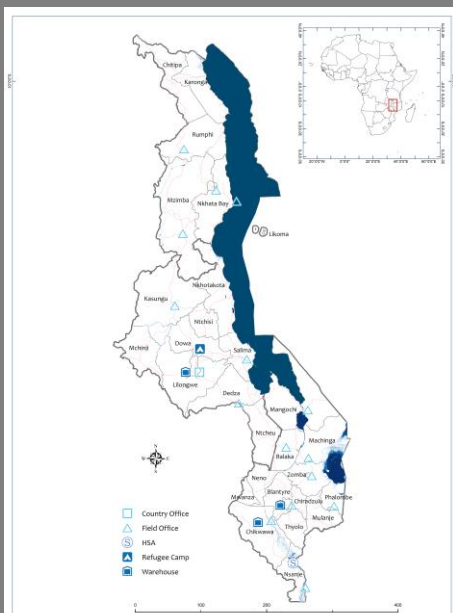 Chitipa
Karonga
Rumphi
Mzimba
Nkhata Bay
Likoma
Nkhotakota
Kasungu
Ntchisi
Dowa
Mchinji
Salima
Lilongwe
Dedza
Mangochi
Ntcheu
Machinga
Balaka
Neno
Zomba
Mwanza
Blantyre
Phalombe
Chiradzulu
Mulanje
Chikwawa
Thyolo
Nsanje
Country Office
Field Office
HSA
Refugee Camp
Warehouse
0
100
200
400